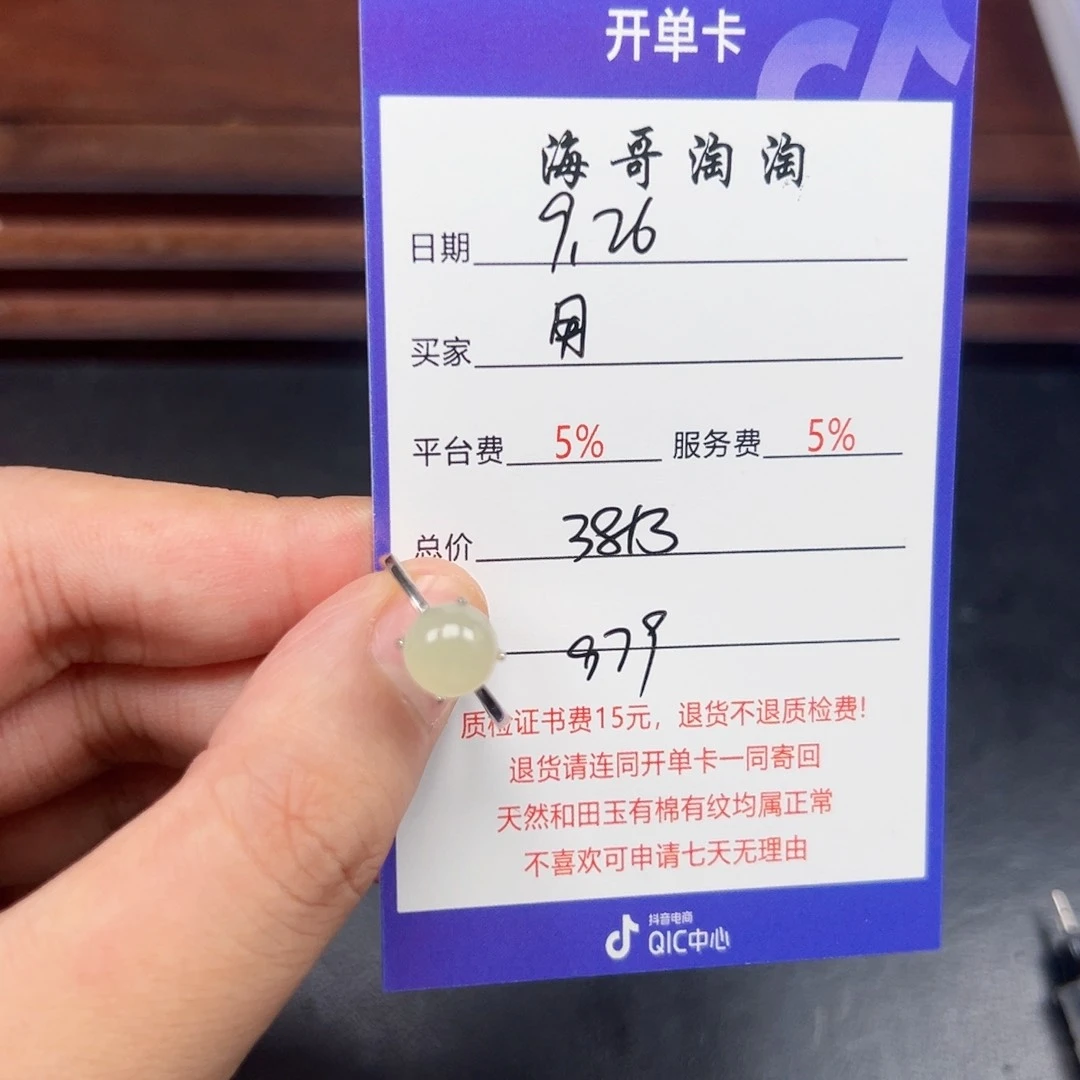 开单卡
海哥淘淘
日期 9.26
买家
平台费 5% 服务费 5%
总价 3813
879
质检证书费15元，退货不退质检费！
退货请连同开单卡一同寄回
天然和田玉有棉有纹均属正常
不喜欢可申请七天无理由
抖音电商
QIC中心